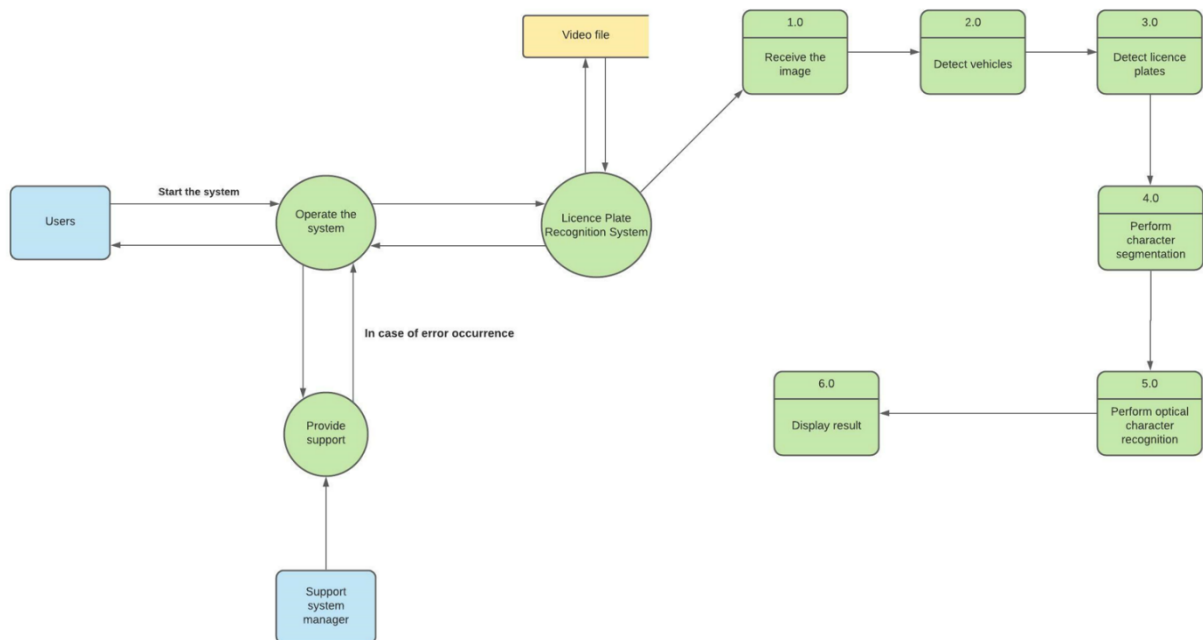 Video file
1.0
Receive the
image
2.0
Detect vehicles
3.0
Detect licence
plates
Users
Start the system
Operate the
system
Licence Plate
Recognition System
4.0
Perform
character
segmentation
In case of error occurrence
Provide
support
6.0
Display result
5.0
Perform optical
character
recognition
Support
system
manager